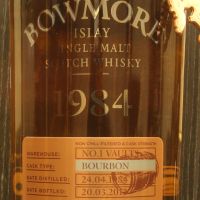 BOWMORE
ISLAY
SINGLE MALT
SCOTCH WHISKY
1984
NON CHILL-FILTERED & CASK STRENGTH
WAREHOUSE: NO.1 VAULTS
CASK TYPE: BOURBON
DATE DISTILLED: 24.04.1984
DATE BOTTLED: 20.03